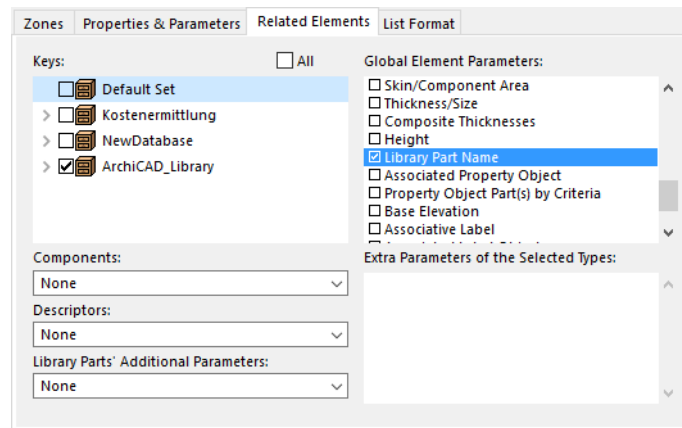 Zones Properties & Parameters Related Elements List Format
Keys:
All
Default Set
Kostenermittlung
NewDatabase
ArchiCAD_Library
Components:
None
Descriptors:
None
Library Parts' Additional Parameters:
None
Global Element Parameters:
Skin/Component Area
Thickness/Size
Composite Thicknesses
Height
Library Part Name
Associated Property Object
Property Object Part(s) by Criteria
Base Elevation
Associative Label
Extra Parameters of the Selected Types: